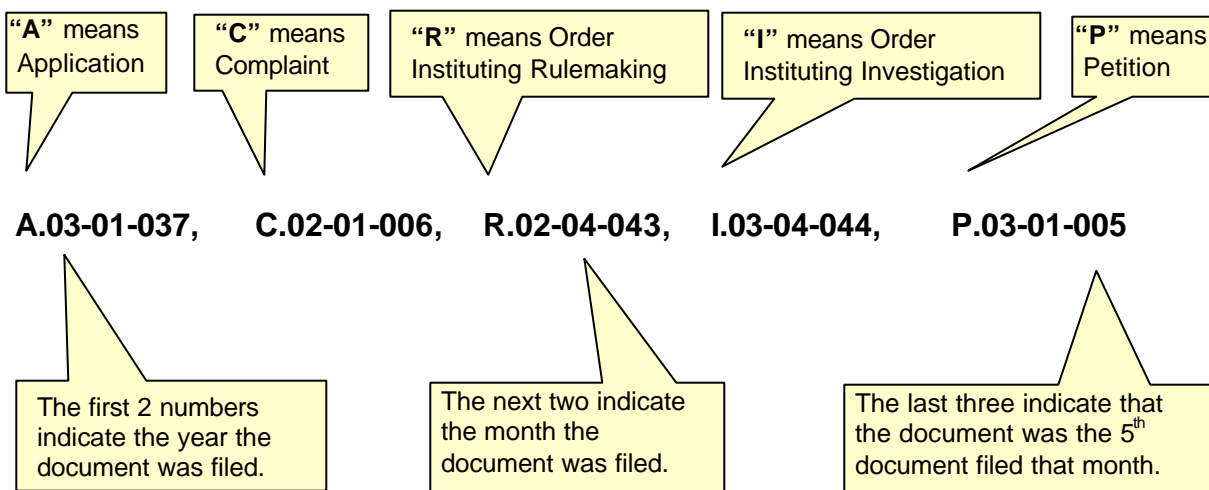 “A” means
Application
“C” means
Complaint
“R” means Order
Instituting Rulemaking
“I” means Order
Instituting Investigation
“P” means
Petition
A.03-01-037, C.02-01-006, R.02-04-043, I.03-04-044, P.03-01-005
The first 2 numbers
indicate the year the
document was filed.
The next two indicate
the month the
document was filed.
The last three indicate that
the document was the 5th
document filed that month.